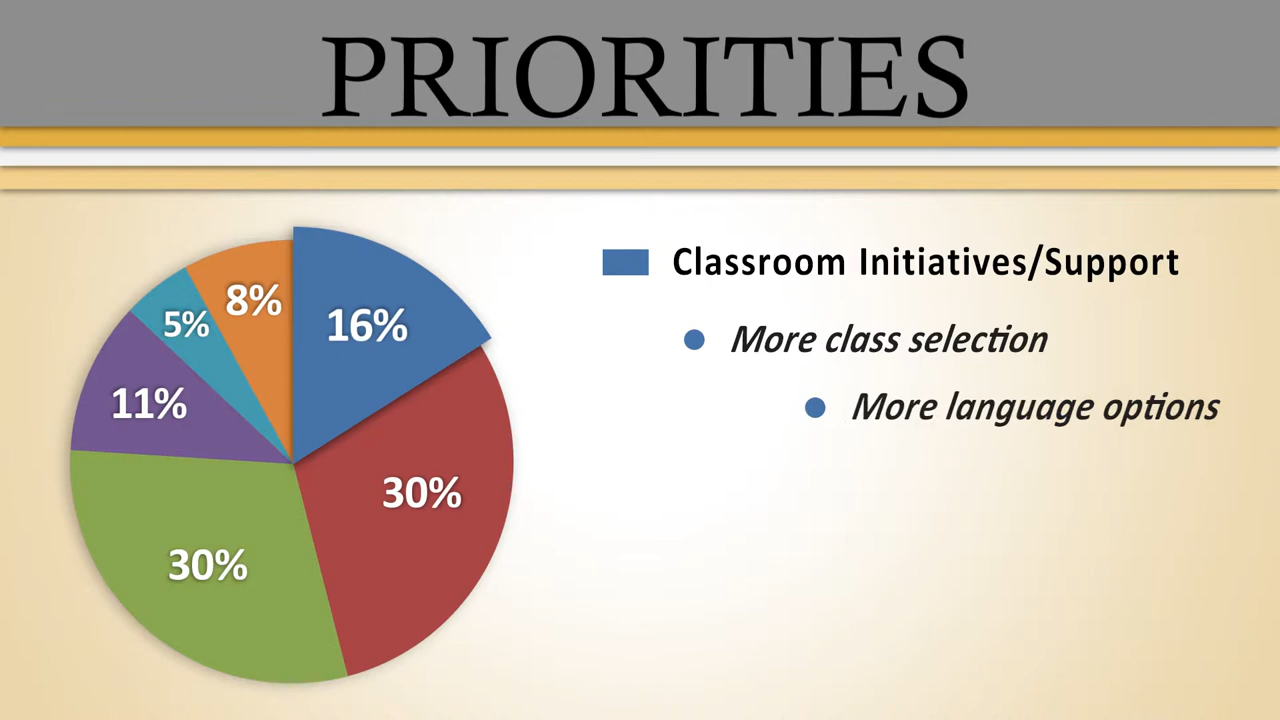 PRIORITIES
8%
16%
5%
11%
30%
30%
Classroom Initiatives/Support
More class selection
More language options